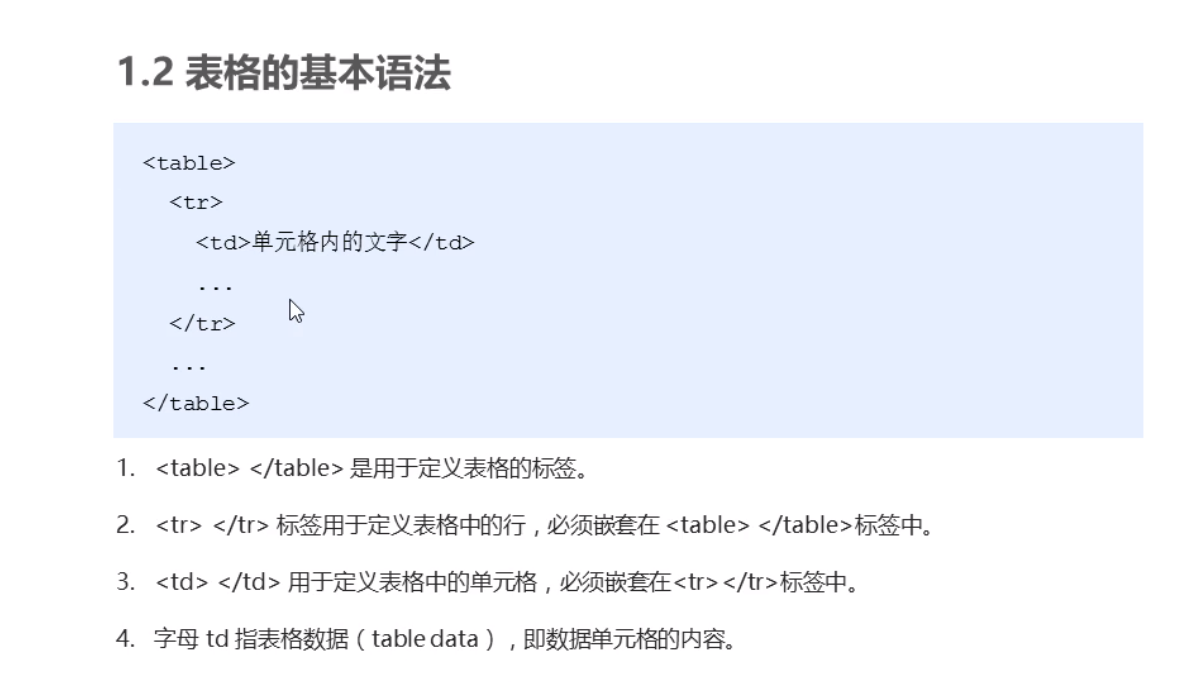 1.2 表格的基本语法
<table>
<tr>
<td>单元格内的文字</td>
...
</tr>
...
</table>
1. <table> </table> 是用于定义表格的标签。
2. <tr> </tr> 标签用于定义表格中的行，必须嵌套在 <table> </table>标签中。
3. <td> </td> 用于定义表格中的单元格，必须嵌套在<tr></tr>标签中。
4. 字母 td 指表格数据（table data），即数据单元格的内容。